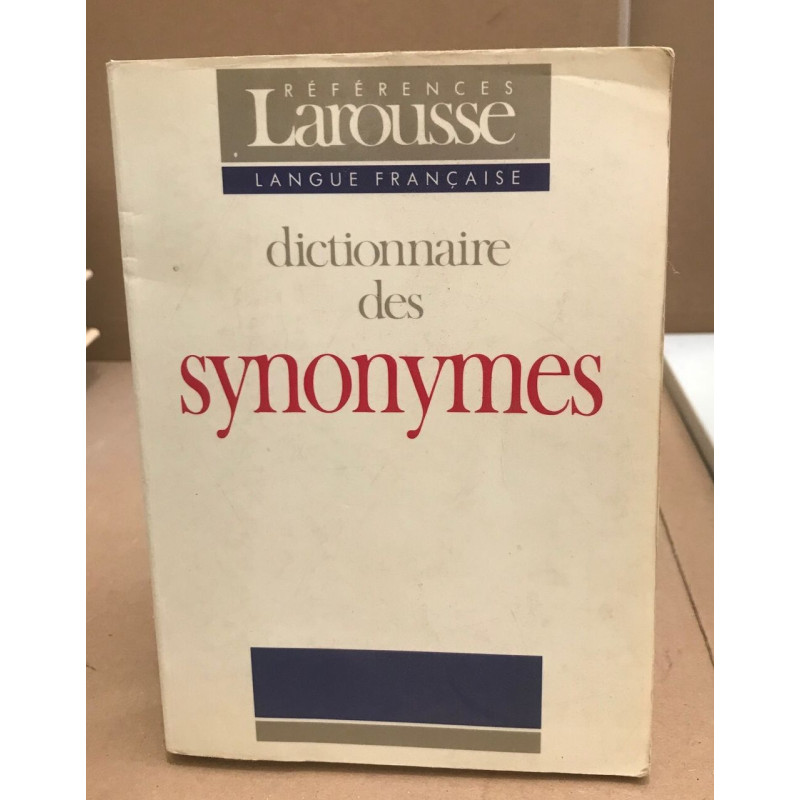 RÉFÉRENCES
Larousse
LANGUE FRANÇAISE
dictionnaire
des
synonymes